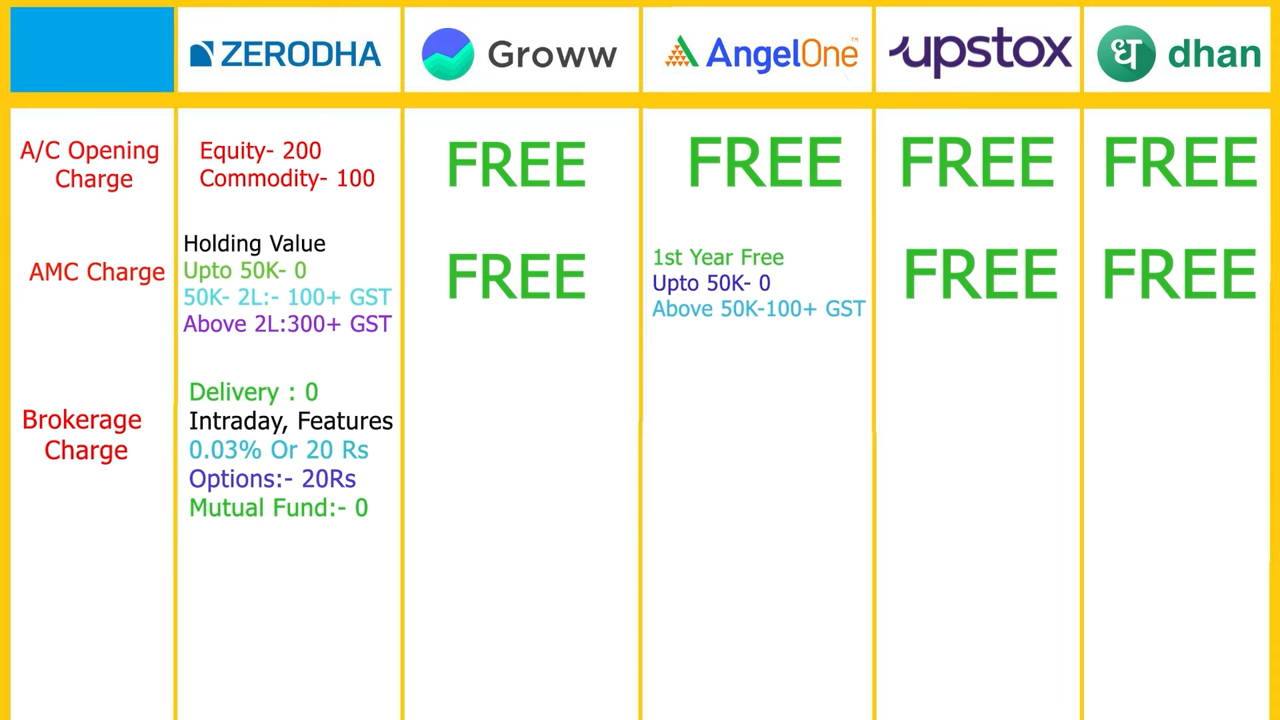 ZERODHA
Groww
AngelOne™
upstox
ध dhan
A/C Opening
Charge
Equity- 200
Commodity- 100
FREE
FREE
FREE
FREE
AMC Charge
Holding Value
Upto 50K- 0
50K- 2L:- 100+ GST
Above 2L:300+ GST
FREE
1st Year Free
Upto 50K- 0
Above 50K-100+ GST
FREE
FREE
Brokerage
Charge
Delivery : 0
Intraday, Features
0.03% Or 20 Rs
Options:- 20Rs
Mutual Fund:- 0